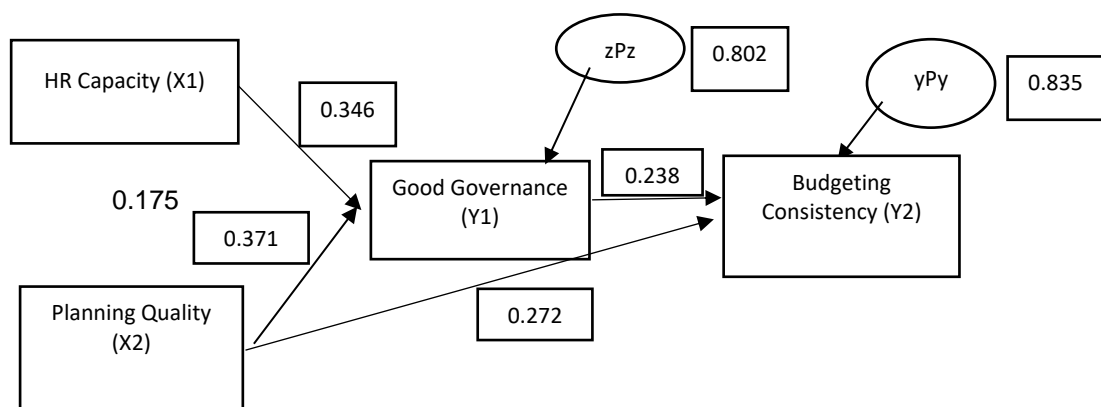 zPz
0.802
yPy
0.835
HR Capacity (X1)
0.346
Good Governance
(Y1)
0.238
Budgeting
Consistency (Y2)
0.175
0.371
Planning Quality
(X2)
0.272